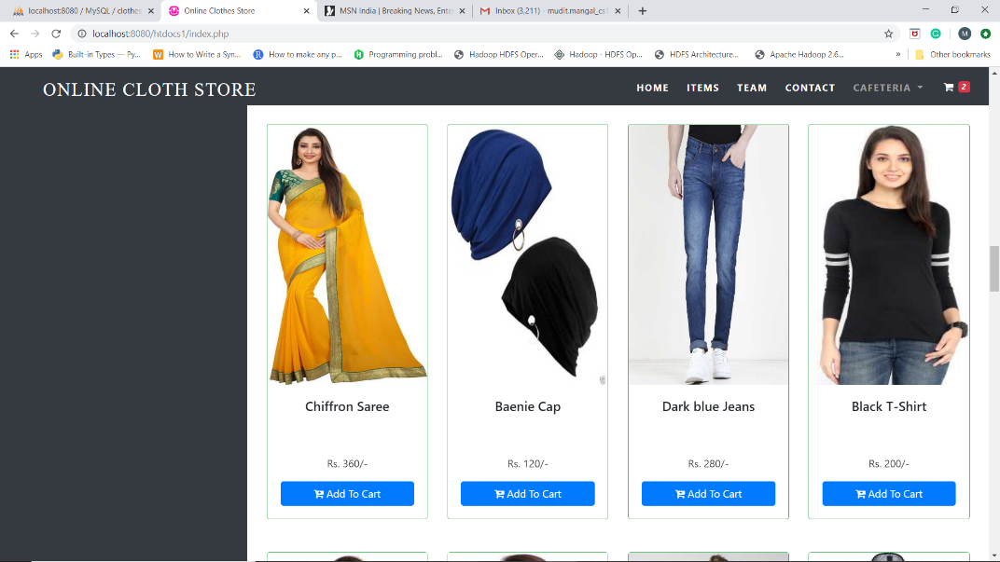 localhost:8080 / MySQL / clothes
Online Clothes Store
MSN India | Breaking News, Ente
Inbox (3,211) - mudit.mangal_cs1
localhost:8080/htdocs1/index.php
M
Apps
Built-in Types — Py...
How to Write a Syn...
How to make any p...
Programming probl...
Hadoop HDFS Oper...
Hadoop - HDFS Op...
HDFS Architecture...
Apache Hadoop 2.6...
»
Other bookmarks
ONLINE CLOTH STORE
HOME
ITEMS
TEAM
CONTACT
CAFETERIA
2
Chiffron Saree
Baenie Cap
Dark blue Jeans
Black T-Shirt
Rs. 360/-
Rs. 120/-
Rs. 280/-
Rs. 200/-
Add To Cart
Add To Cart
Add To Cart
Add To Cart